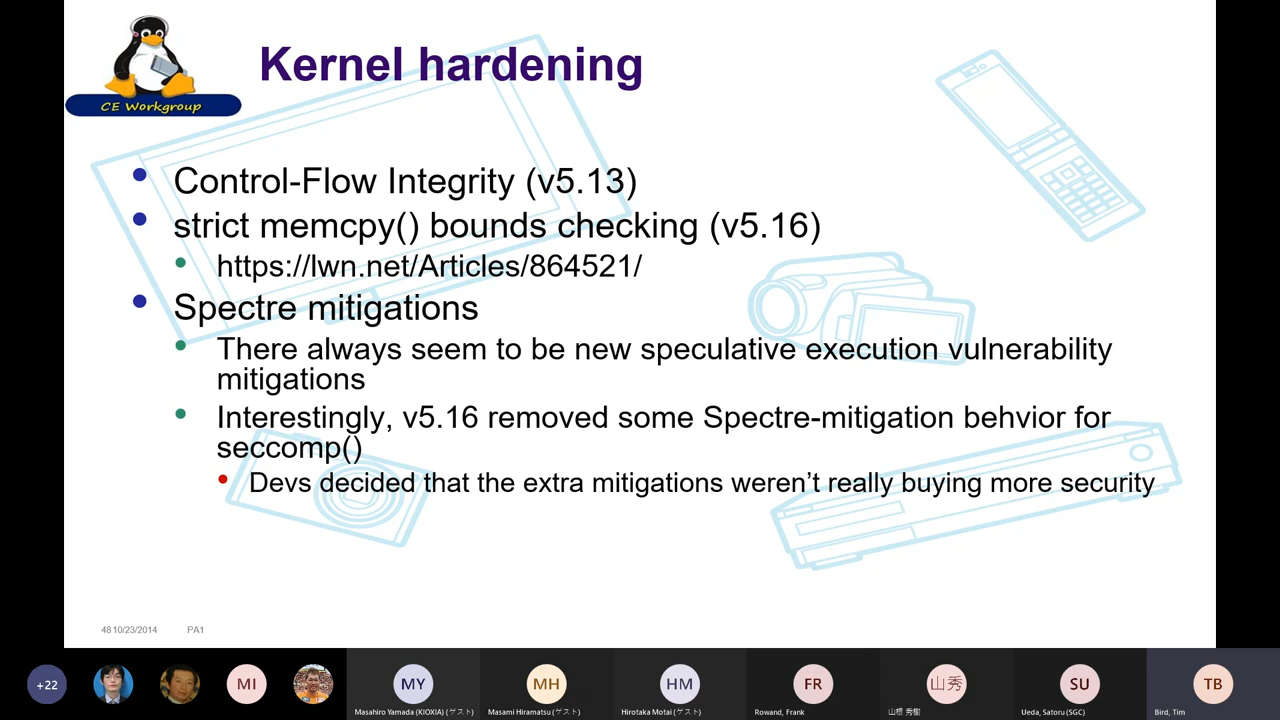 CE Workgroup
Kernel hardening
Control-Flow Integrity (v5.13)
strict memcpy() bounds checking (v5.16)
https://lwn.net/Articles/864521/
Spectre mitigations
There always seem to be new speculative execution vulnerability
mitigations
Interestingly, v5.16 removed some Spectre-mitigation behvior for
seccomp()
Devs decided that the extra mitigations weren’t really buying more security
48 10/23/2014 PA1
+22
MI
MY
MH
HM
FR
山秀
SU
TB
Masahiro Yamada (KIOXIA) (ゲスト)
Masami Hiramatsu (ゲスト)
Hirotaka Motai (ゲスト)
Rowand, Frank
山根 秀樹
Ueda, Satoru (SGC)
Bird, Tim